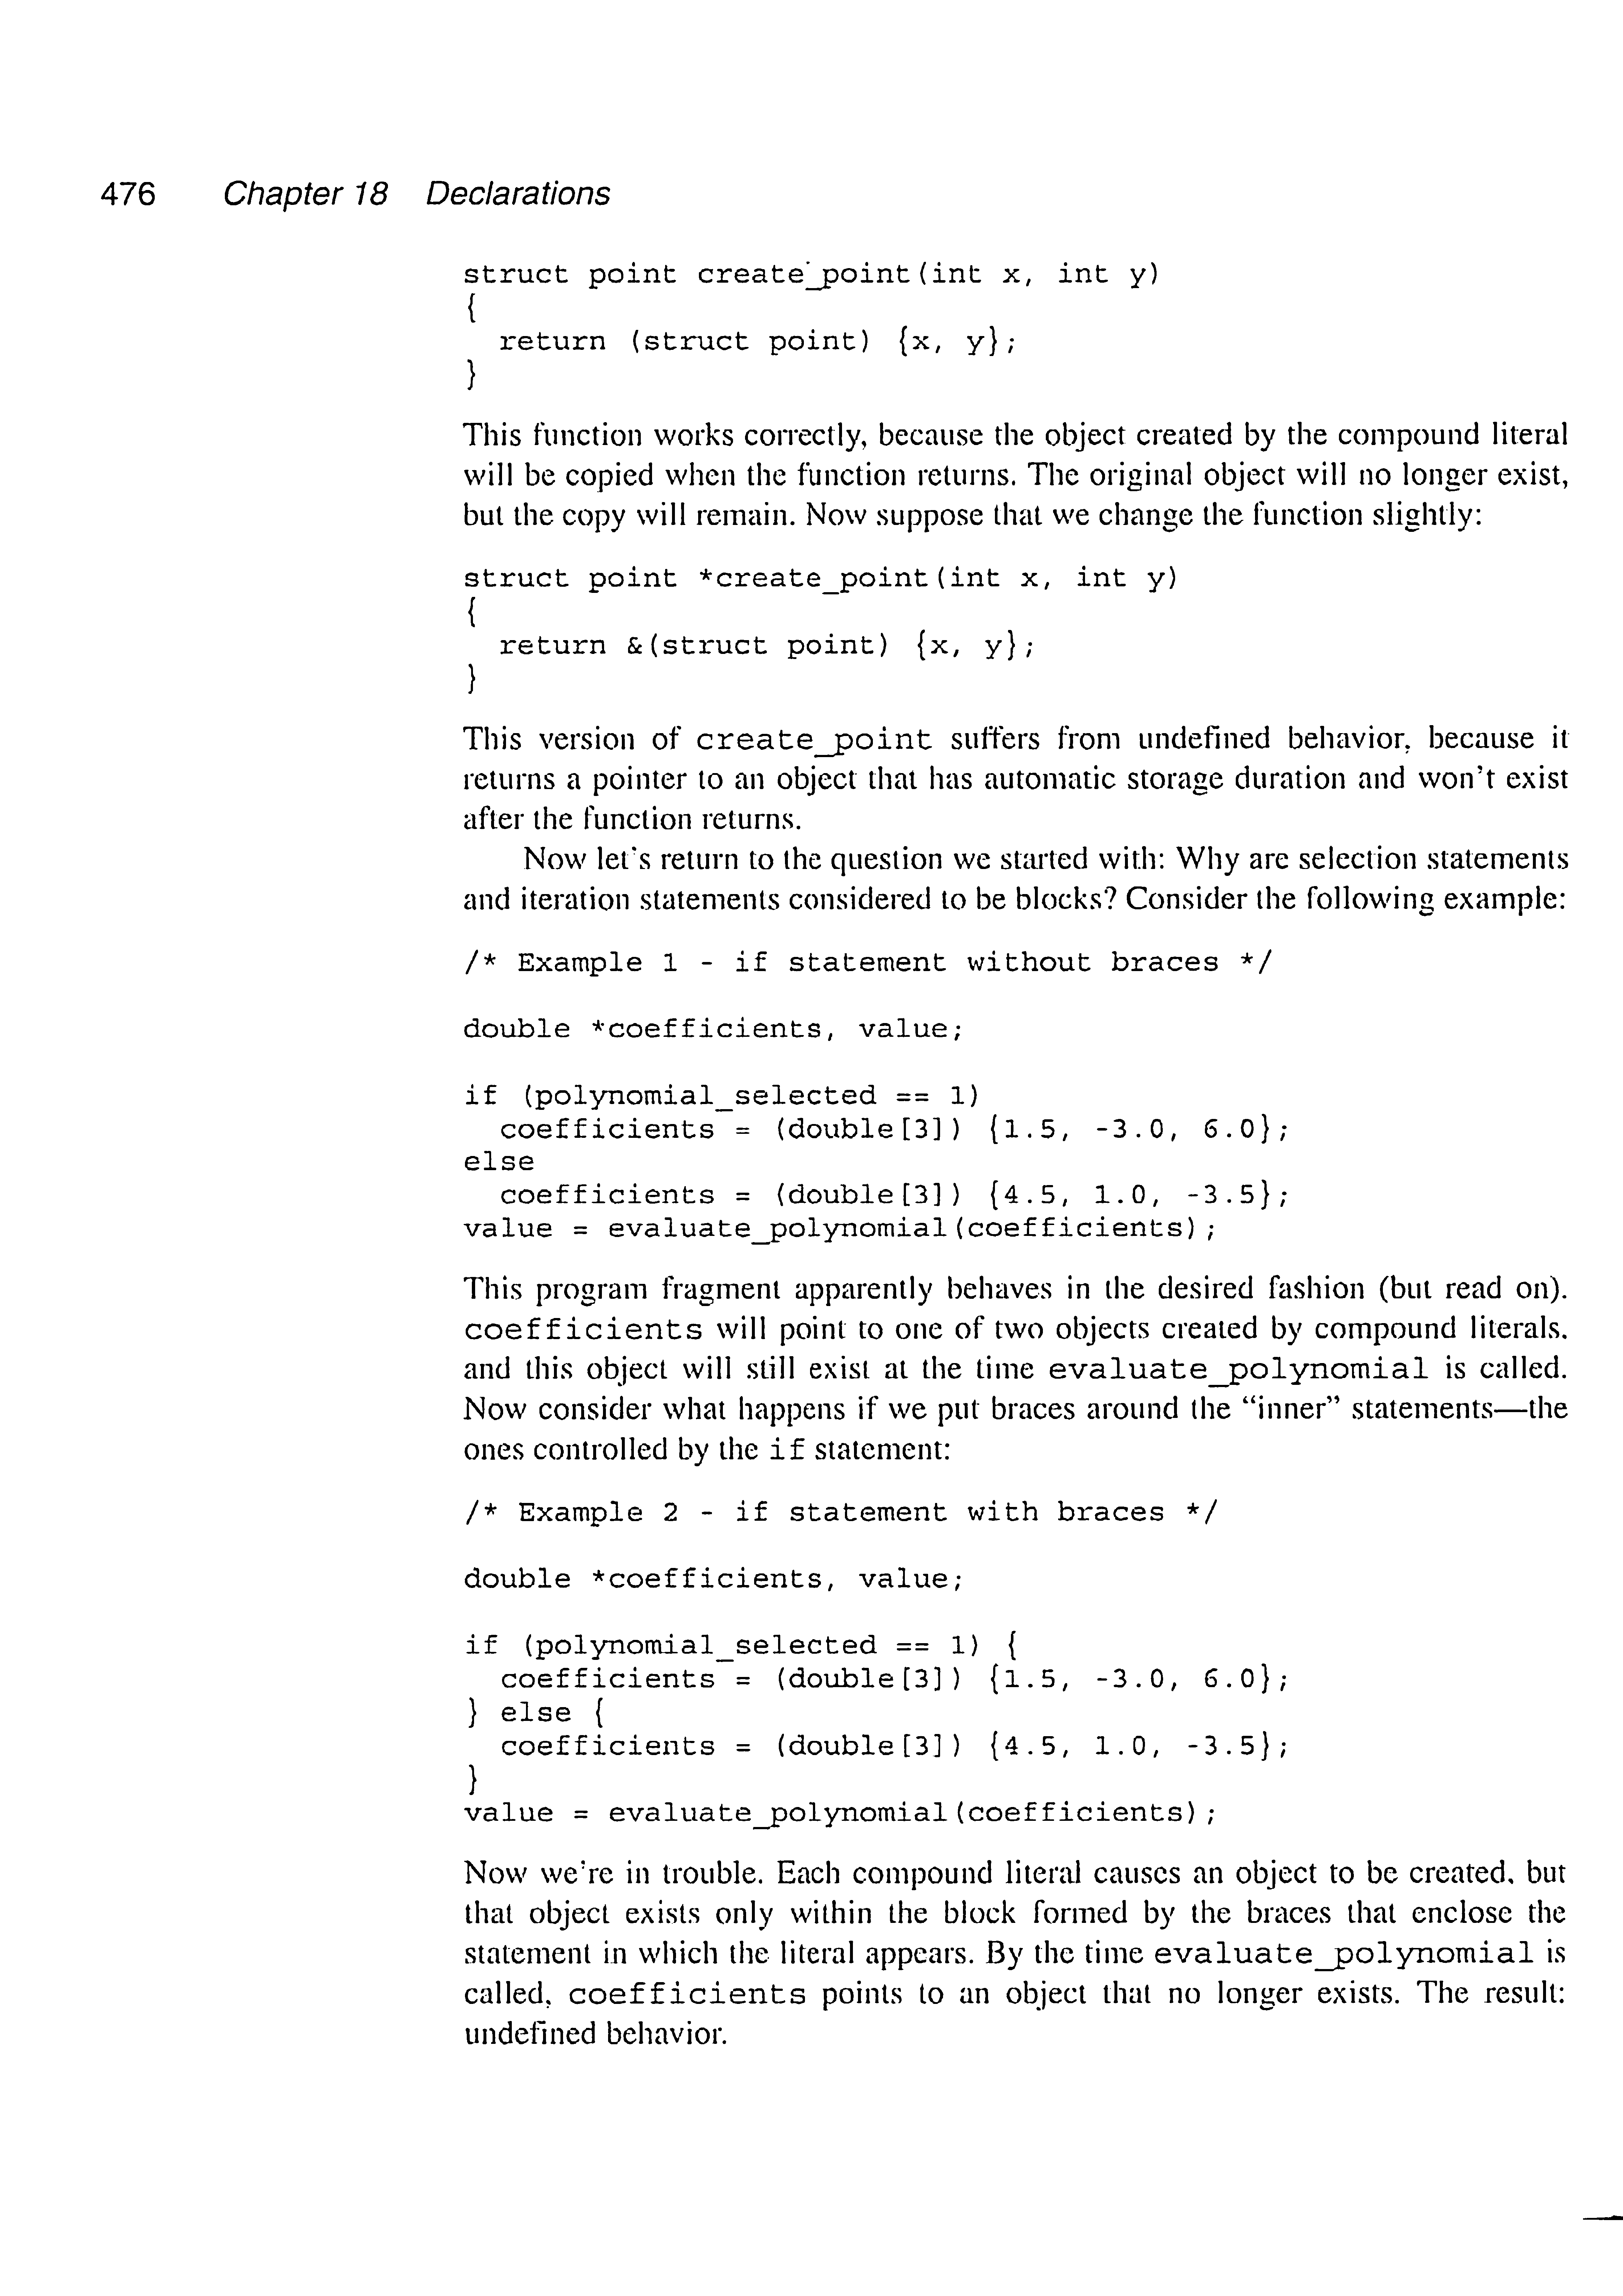 476 Chapter 18 Declarations
struct point create_point(int x, int y)
{
  return (struct point) {x, y};
}
This function works correctly, because the object created by the compound literal
will be copied when the function returns. The original object will no longer exist,
but the copy will remain. Now suppose that we change the function slightly:
struct point *create_point(int x, int y)
{
  return &(struct point) {x, y};
}
This version of create_point suffers from undefined behavior, because it
returns a pointer to an object that has automatic storage duration and won't exist
after the function returns.
Now let's return to the question we started with: Why are selection statements
and iteration statements considered to be blocks? Consider the following example:
/* Example 1 - if statement without braces */
double *coefficients, value;
if (polynomial_selected == 1)
  coefficients = (double[3]) {1.5, -3.0, 6.0};
else
  coefficients = (double[3]) {4.5, 1.0, -3.5};
value = evaluate_polynomial(coefficients);
This program fragment apparently behaves in the desired fashion (but read on).
coefficients will point to one of two objects created by compound literals,
and this object will still exist at the time evaluate_polynomial is called.
Now consider what happens if we put braces around the “inner” statements—the
ones controlled by the if statement:
/* Example 2 - if statement with braces */
double *coefficients, value;
if (polynomial_selected == 1) {
  coefficients = (double[3]) {1.5, -3.0, 6.0};
} else {
  coefficients = (double[3]) {4.5, 1.0, -3.5};
}
value = evaluate_polynomial(coefficients);
Now we're in trouble. Each compound literal causes an object to be created, but
that object exists only within the block formed by the braces that enclose the
statement in which the literal appears. By the time evaluate_polynomial is
called, coefficients points to an object that no longer exists. The result:
undefined behavior.